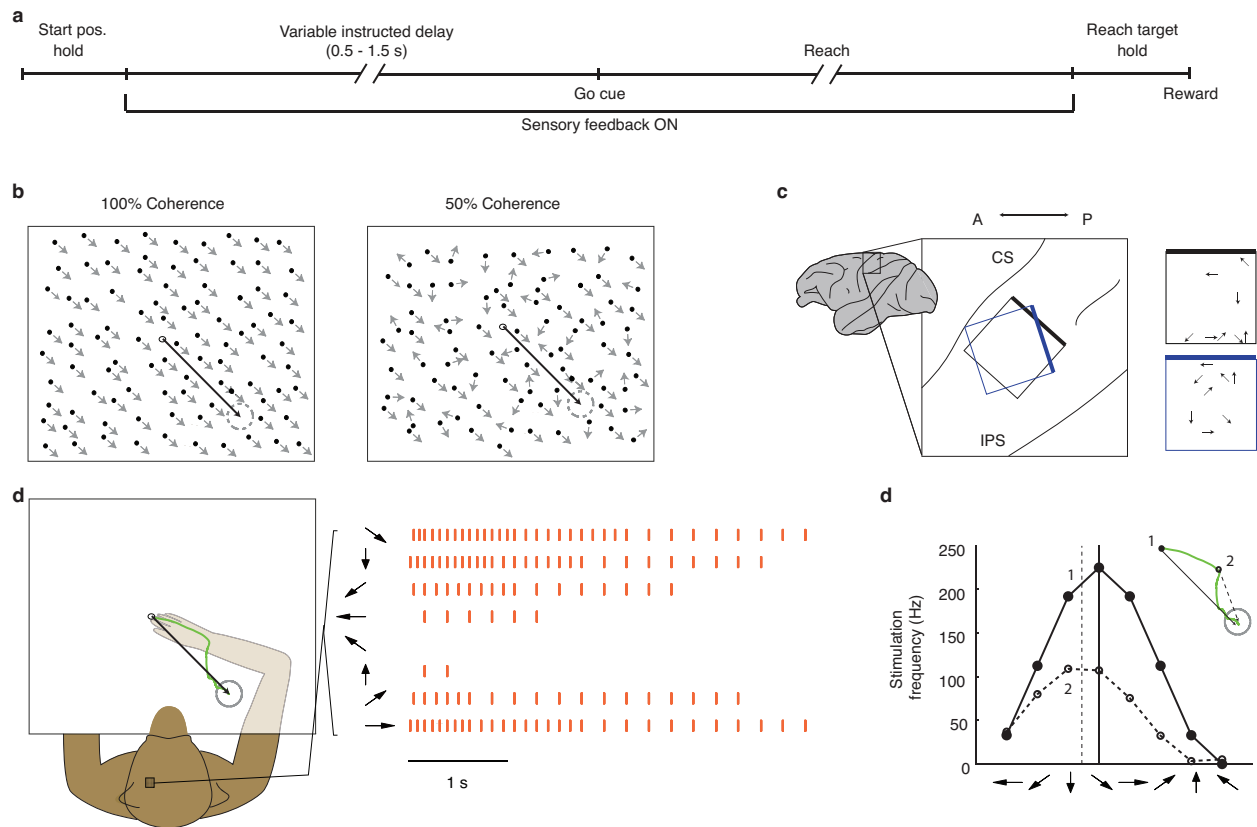 a
Start pos.
hold
Variable instructed delay
(0.5 - 1.5 s)
Reach
Reach target
hold
Go cue
Reward
Sensory feedback ON
b
100% Coherence
50% Coherence
c
A
P
CS
IPS
d
1 s
d
Stimulation
frequency (Hz)
250
200
150
100
50
0
1
2
1
2